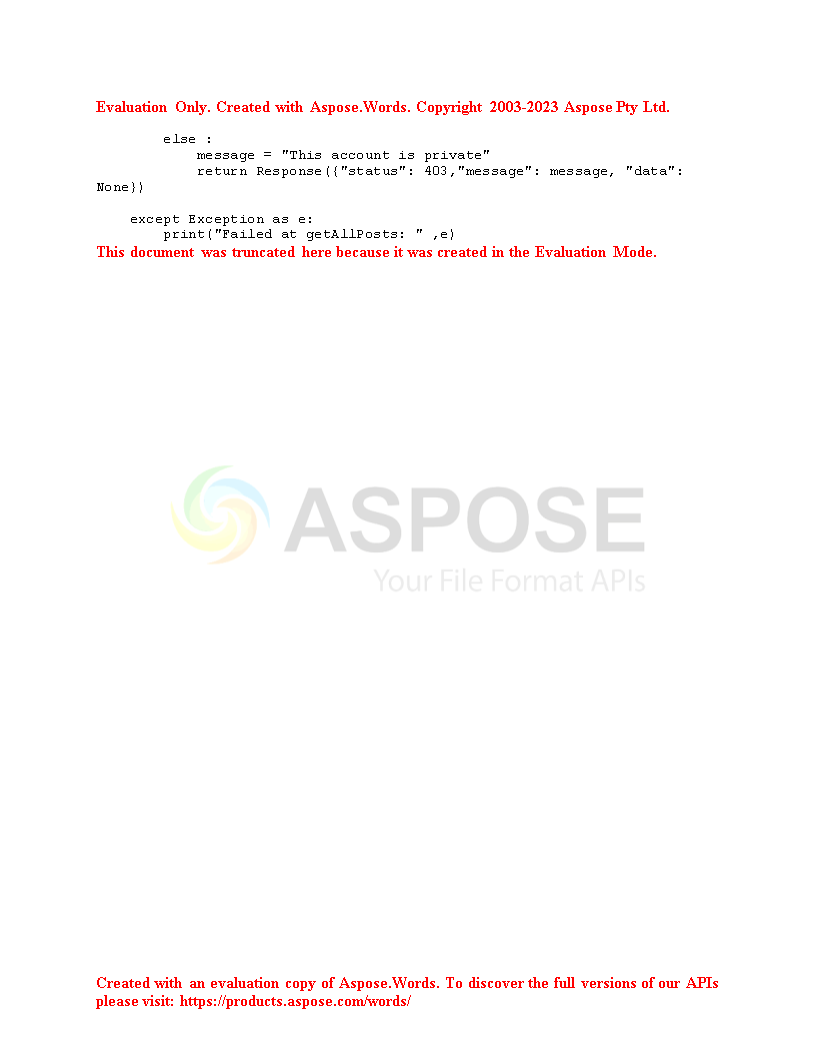 Evaluation Only. Created with Aspose.Words. Copyright 2003-2023 Aspose Pty Ltd.
        else :
            message = "This account is private"
            return Response({"status": 403,"message": message, "data":
None})
    except Exception as e:
        print("Failed at getAllPosts: " ,e)
This document was truncated here because it was created in the Evaluation Mode.
ASPOSE
Your File Format APIs
Created with an evaluation copy of Aspose.Words. To discover the full versions of our APIs
please visit: https://products.aspose.com/words/